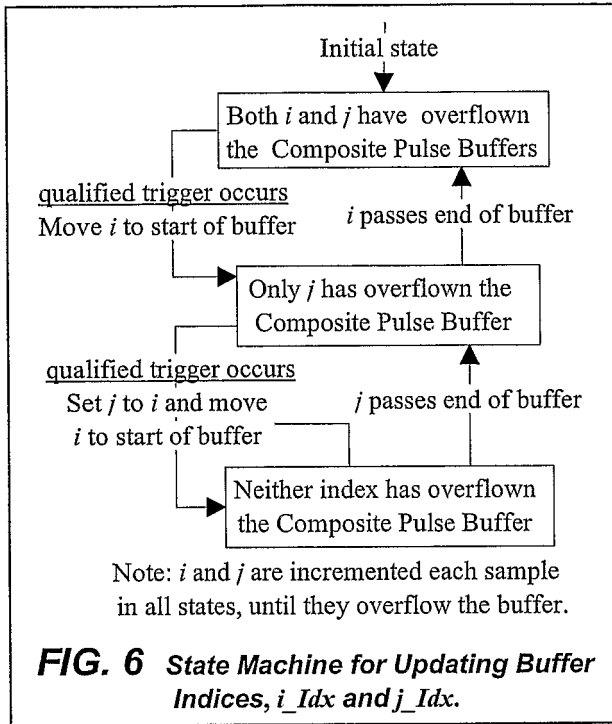 Initial state
Both i and j have overflown
the Composite Pulse Buffers
qualified trigger occurs
Move i to start of buffer
i passes end of buffer
Only j has overflown the
Composite Pulse Buffer
qualified trigger occurs
Set j to i and move
i to start of buffer
j passes end of buffer
Neither index has overflown
the Composite Pulse Buffer
Note: i and j are incremented each sample
in all states, until they overflow the buffer.
FIG. 6 State Machine for Updating Buffer
Indices, i_Idx and j_Idx.